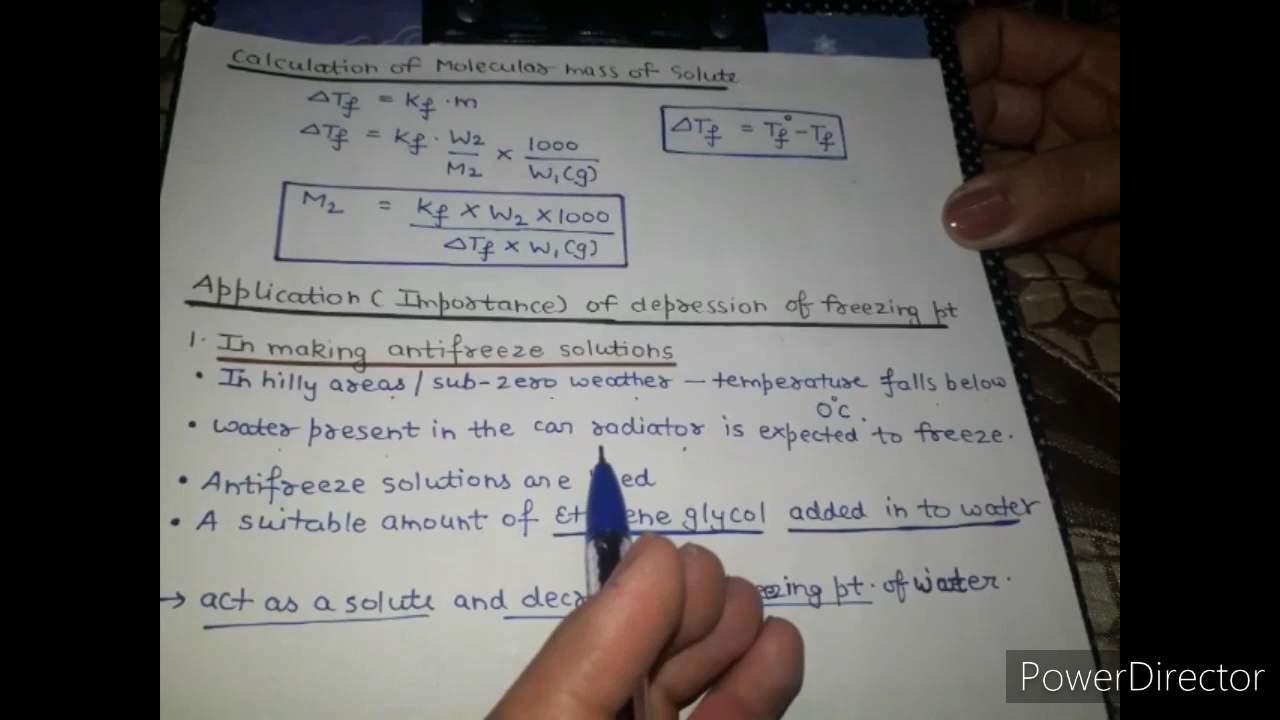 Calculation of Molecular mass of Solute
ΔTf = Kf · m
ΔTf = Kf · W2/M2 × 1000/W1(g)
ΔTf = Tf° - Tf
M2 = Kf × W2 × 1000 / ΔTf × W1(g)
Application (Importance) of depression of freezing pt
1. In making antifreeze solutions
• In hilly areas / sub-zero weather – temperature falls below
0°c.
• water present in the car radiator is expected to freeze.
• Antifreeze solutions are
• A suitable amount of glycol added in to water
→ act as a solute and pt. of water.
PowerDirector